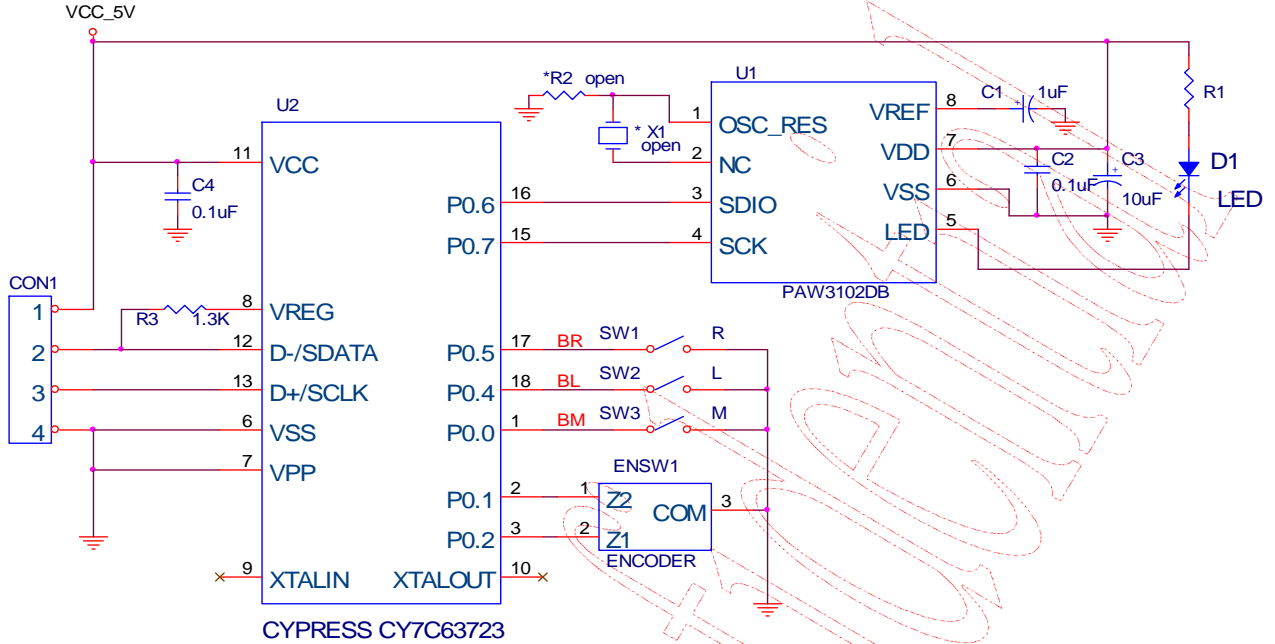 VCC_5V
U2
11 VCC
C4
0.1uF
CON1
1
2
3
4
R3 1.3K
8 VREG
12 D-/SDATA
13 D+/SCLK
6 VSS
7 VPP
9 XTALIN
XTALOUT 10
P0.6 16
P0.7 15
P0.5 17 BR SW1 R
P0.4 18 BL SW2 L
P0.0 1 BM SW3 M
P0.1 2
P0.2 3
ENSW1
1 Z2
2 Z1
COM 3
ENCODER
CYPRESS CY7C63723
*R2 open
* X1
open
U1
1 OSC_RES
2 NC
3 SDIO
4 SCK
VREF 8
VDD 7
VSS 6
LED 5
PAW3102DB
C1 + 1uF
C2
0.1uF
C3
+
10uF
R1
D1
LED